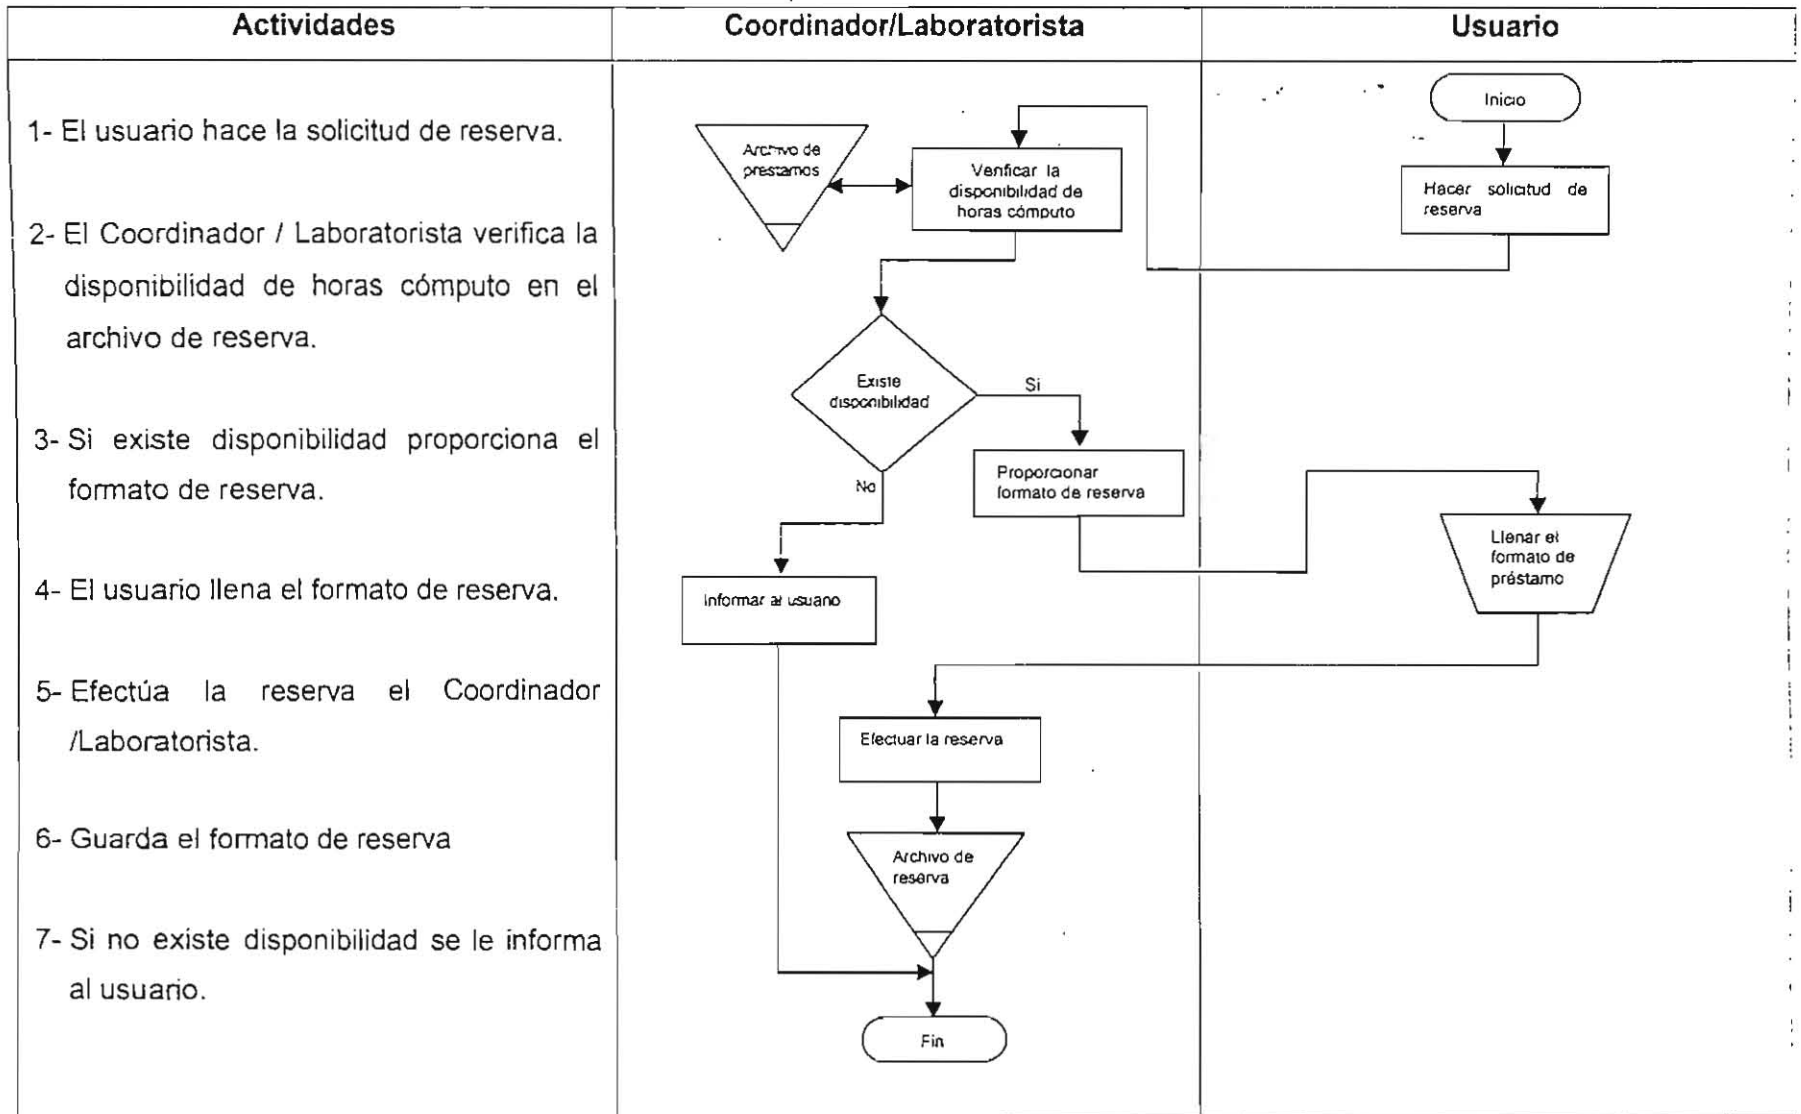 Actividades
Coordinador/Laboratorista
Usuario
1- El usuario hace la solicitud de reserva.
2- El Coordinador / Laboratorista verifica la
disponibilidad de horas cómputo en el
archivo de reserva.
3- Si existe disponibilidad proporciona el
formato de reserva.
4- El usuario llena el formato de reserva.
5- Efectúa la reserva el Coordinador
/Laboratorista.
6- Guarda el formato de reserva
7- Si no existe disponibilidad se le informa
al usuario.
Archivo de
prestamos
Verificar la
disponibilidad de
horas cómputo
Existe
disponibilidad
Si
No
Proporcionar
formato de reserva
Informar al usuario
Efectuar la reserva
Archivo de
reserva
Fin
Inicio
Hacer solicitud de
reserva
Llenar el
formato de
préstamo